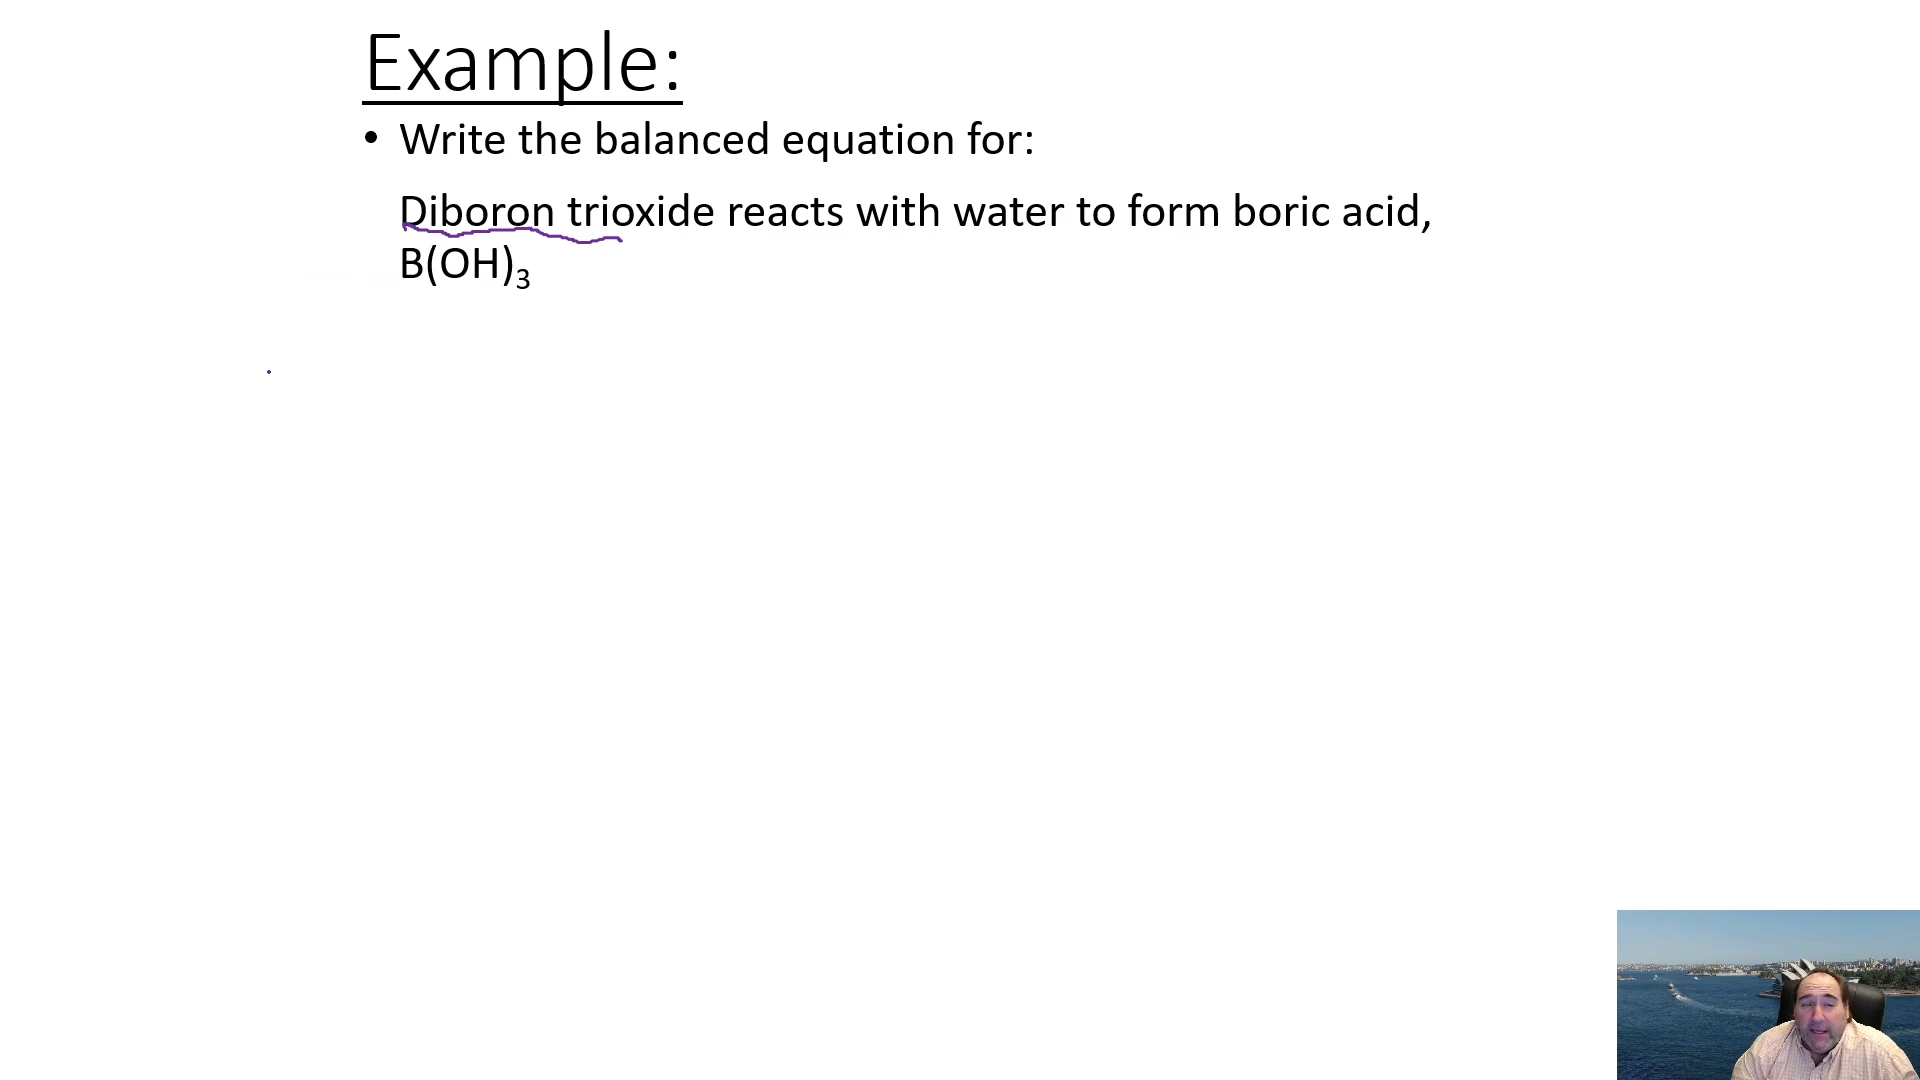 Example:
• Write the balanced equation for:
Diboron trioxide reacts with water to form boric acid,
B(OH)₃